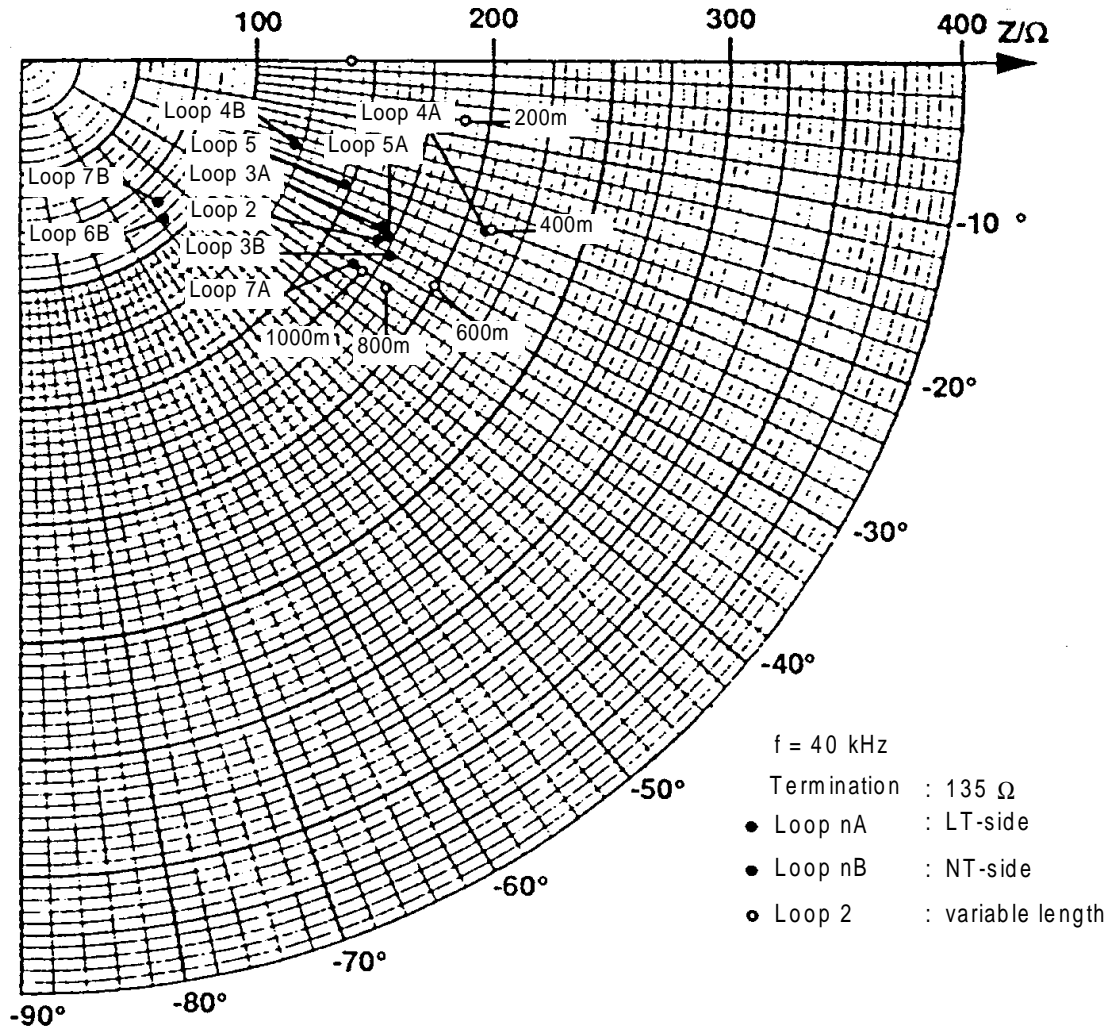 100 200 300 400 Z/Ω
Loop 4B
Loop 4A
200m
Loop 5
Loop 5A
Loop 3A
Loop 7B
Loop 2
400m
-10 °
Loop 6B
Loop 3B
Loop 7A
1000m
800m
600m
-20°
-30°
-40°
-50°
-60°
-70°
-80°
-90°
f = 40 kHz
Termination : 135 Ω
Loop nA : LT-side
Loop nB : NT-side
Loop 2 : variable length